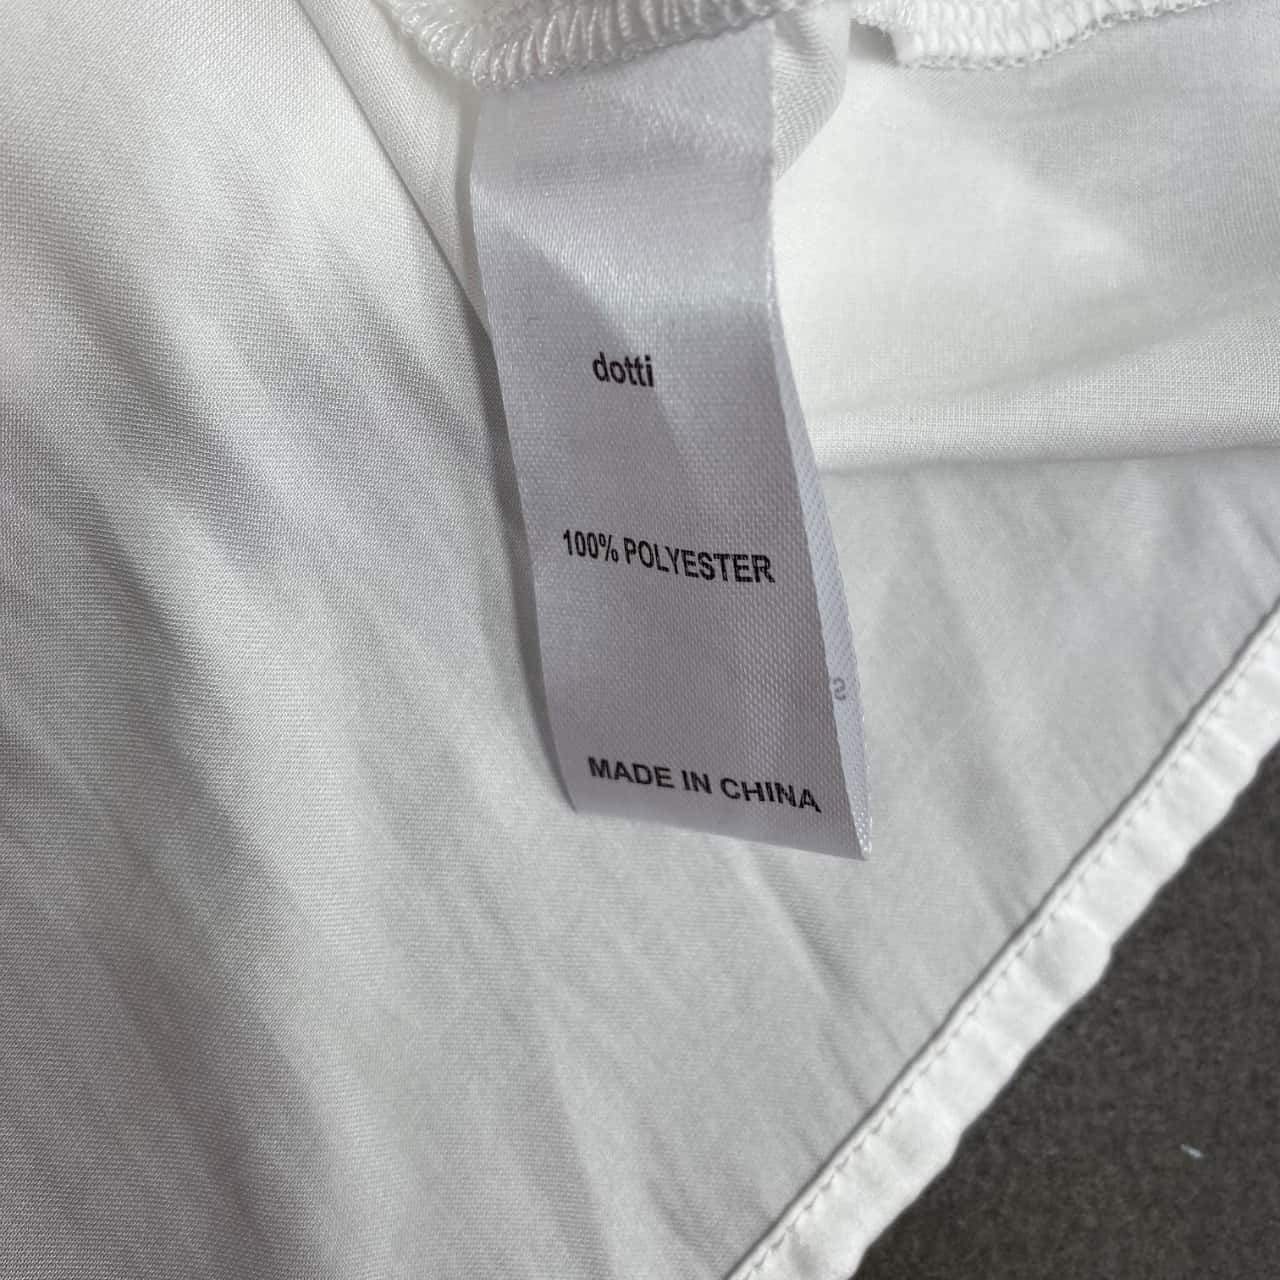 dotti
100% POLYESTER
MADE IN CHINA